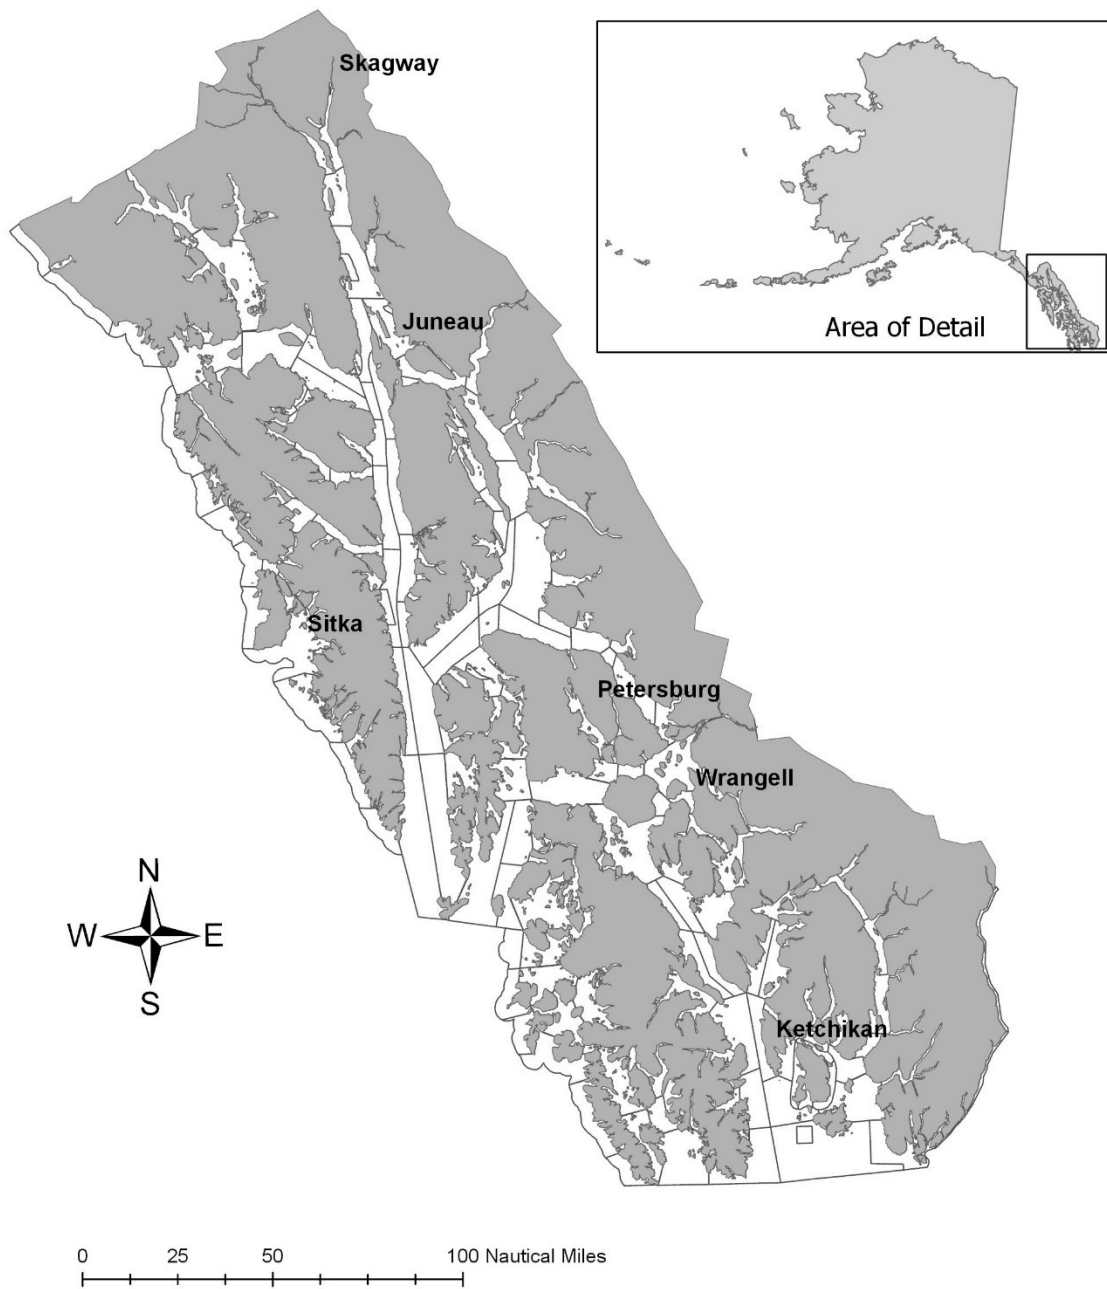 Skagway
Juneau
Area of Detail
Sitka
Petersburg
Wrangell
N
W E
S
Ketchikan
0 25 50 100 Nautical Miles